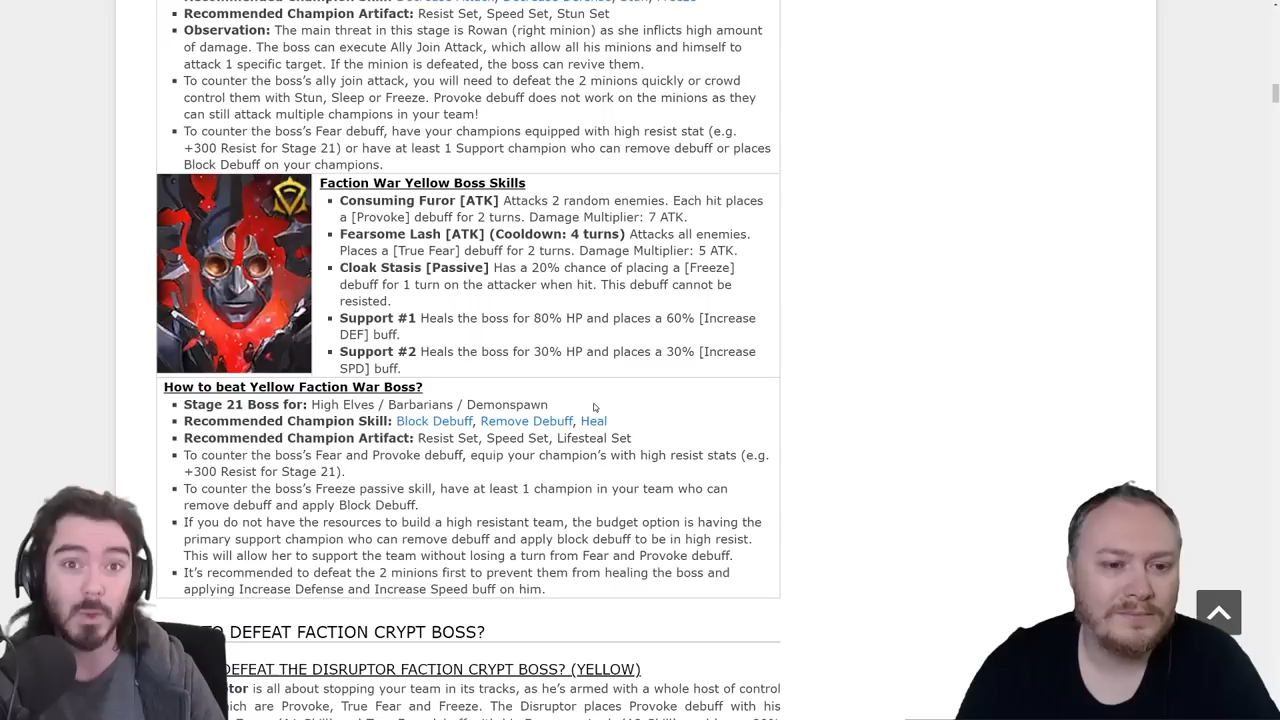 Recommended Champion Skill: Decrease Attack, Decrease Defense, Stun, Freeze
Recommended Champion Artifact: Resist Set, Speed Set, Stun Set
Observation: The main threat in this stage is Rowan (right minion) as she inflicts high amount
of damage. The boss can execute Ally Join Attack, which allow all his minions and himself to
attack 1 specific target. If the minion is defeated, the boss can revive them.
To counter the boss's ally join attack, you will need to defeat the 2 minions quickly or crowd
control them with Stun, Sleep or Freeze. Provoke debuff does not work on the minions as they
can still attack multiple champions in your team!
To counter the boss's Fear debuff, have your champions equipped with high resist stat (e.g.
+300 Resist for Stage 21) or have at least 1 Support champion who can remove debuff or places
Block Debuff on your champions.
Faction War Yellow Boss Skills
Consuming Furor [ATK] Attacks 2 random enemies. Each hit places
a [Provoke] debuff for 2 turns. Damage Multiplier: 7 ATK.
Fearsome Lash [ATK] (Cooldown: 4 turns) Attacks all enemies.
Places a [True Fear] debuff for 2 turns. Damage Multiplier: 5 ATK.
Cloak Stasis [Passive] Has a 20% chance of placing a [Freeze]
debuff for 1 turn on the attacker when hit. This debuff cannot be
resisted.
Support #1 Heals the boss for 80% HP and places a 60% [Increase
DEF] buff.
Support #2 Heals the boss for 30% HP and places a 30% [Increase
SPD] buff.
How to beat Yellow Faction War Boss?
Stage 21 Boss for: High Elves / Barbarians / Demonspawn
Recommended Champion Skill: Block Debuff, Remove Debuff, Heal
Recommended Champion Artifact: Resist Set, Speed Set, Lifesteal Set
To counter the boss's Fear and Provoke debuff, equip your champion's with high resist stats (e.g.
+300 Resist for Stage 21).
To counter the boss's Freeze passive skill, have at least 1 champion in your team who can
remove debuff and apply Block Debuff.
If you do not have the resources to build a high resistant team, the budget option is having the
primary support champion who can remove debuff and apply block debuff to be in high resist.
This will allow her to support the team without losing a turn from Fear and Provoke debuff.
It's recommended to defeat the 2 minions first to prevent them from healing the boss and
applying Increase Defense and Increase Speed buff on him.
TO DEFEAT FACTION CRYPT BOSS?
DEFEAT THE DISRUPTOR FACTION CRYPT BOSS? (YELLOW)
is all about stopping your team in its tracks, as he's armed with a whole host of control
are Provoke, True Fear and Freeze. The Disruptor places Provoke debuff with his